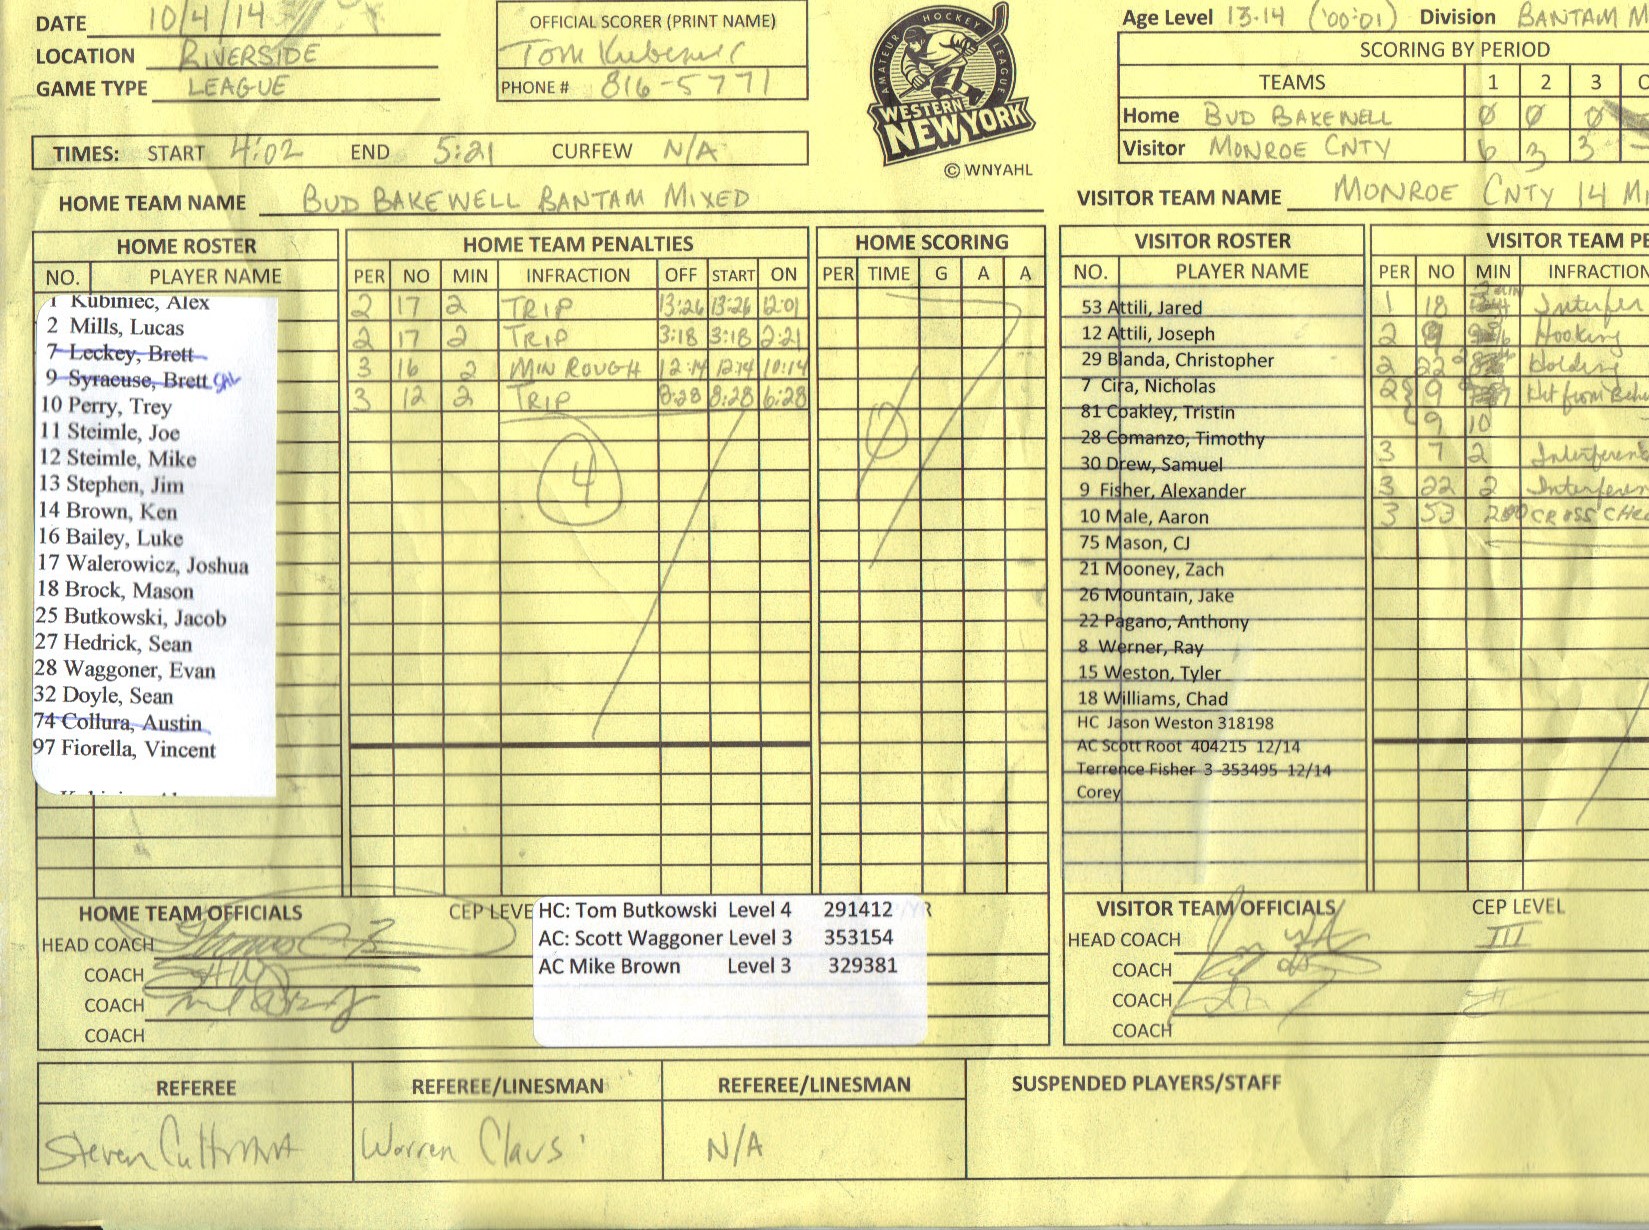 DATE 10/4/14
OFFICIAL SCORER (PRINT NAME)
Tom
PHONE # 816-5771
LOCATION RIVERSIDE
GAME TYPE LEAGUE
TIMES: START 4:02 END 5:21 CURFEW N/A
AMATEUR HOCKEY LEAGUE
WESTERN
NEW YORK
© WNYAHL
Age Level 13-14 ('00-'01) Division BANTAM M
SCORING BY PERIOD
TEAMS 1 2 3
Home BUD BAKEWELL 0 0 0
Visitor MONROE CNTY 6 3 3
HOME TEAM NAME BUD BAKEWELL BANTAM MIXED
VISITOR TEAM NAME MONROE CNTY 14 MI
HOME ROSTER
NO. PLAYER NAME
1 Kubiniec, Alex
2 Mills, Lucas
7 Leckey, Brett
9 Syracuse, Brett
10 Perry, Trey
11 Steimle, Joe
12 Steimle, Mike
13 Stephen, Jim
14 Brown, Ken
16 Bailey, Luke
17 Walerowicz, Joshua
18 Brock, Mason
25 Butkowski, Jacob
27 Hedrick, Sean
28 Waggoner, Evan
32 Doyle, Sean
74 Collura, Austin
97 Fiorella, Vincent
HOME TEAM PENALTIES
PER NO MIN INFRACTION OFF START ON
2 17 2 TRIP 13:26 13:26 12:01
2 17 2 TRIP 3:18 3:18 2:21
3 16 2 MIN ROUGH 12:14 12:14 10:14
3 12 2 TRIP 8:28 8:28 6:28
4
HOME SCORING
PER TIME G A A
0
VISITOR ROSTER
NO. PLAYER NAME
53 Attili, Jared
12 Attili, Joseph
29 Blanda, Christopher
7 Cira, Nicholas
81 Coakley, Tristin
28 Comanzo, Timothy
30 Drew, Samuel
9 Fisher, Alexander
10 Male, Aaron
75 Mason, CJ
21 Mooney, Zach
26 Mountain, Jake
22 Pagano, Anthony
8 Werner, Ray
15 Weston, Tyler
18 Williams, Chad
HC Jason Weston 318198
AC Scott Root 404215 12/14
Terrence Fisher 3 353495 12/14
Corey
VISITOR TEAM PE
PER NO MIN INFRACTION
1 18 Interfer
2 9 Hooking
2 22 Holding
2 9 Hit from Behi
9 10
3 7 2 Interferen
3 22 2 Interferen
3 53 CROSS CHE
HOME TEAM OFFICIALS CEP LEVE
HEAD COACH
COACH
COACH
COACH
HC: Tom Butkowski Level 4 291412
AC: Scott Waggoner Level 3 353154
AC Mike Brown Level 3 329381
VISITOR TEAM OFFICIALS CEP LEVEL
HEAD COACH III
COACH
COACH
COACH
REFEREE REFEREE/LINESMAN REFEREE/LINESMAN SUSPENDED PLAYERS/STAFF
Steven Warren Claus N/A